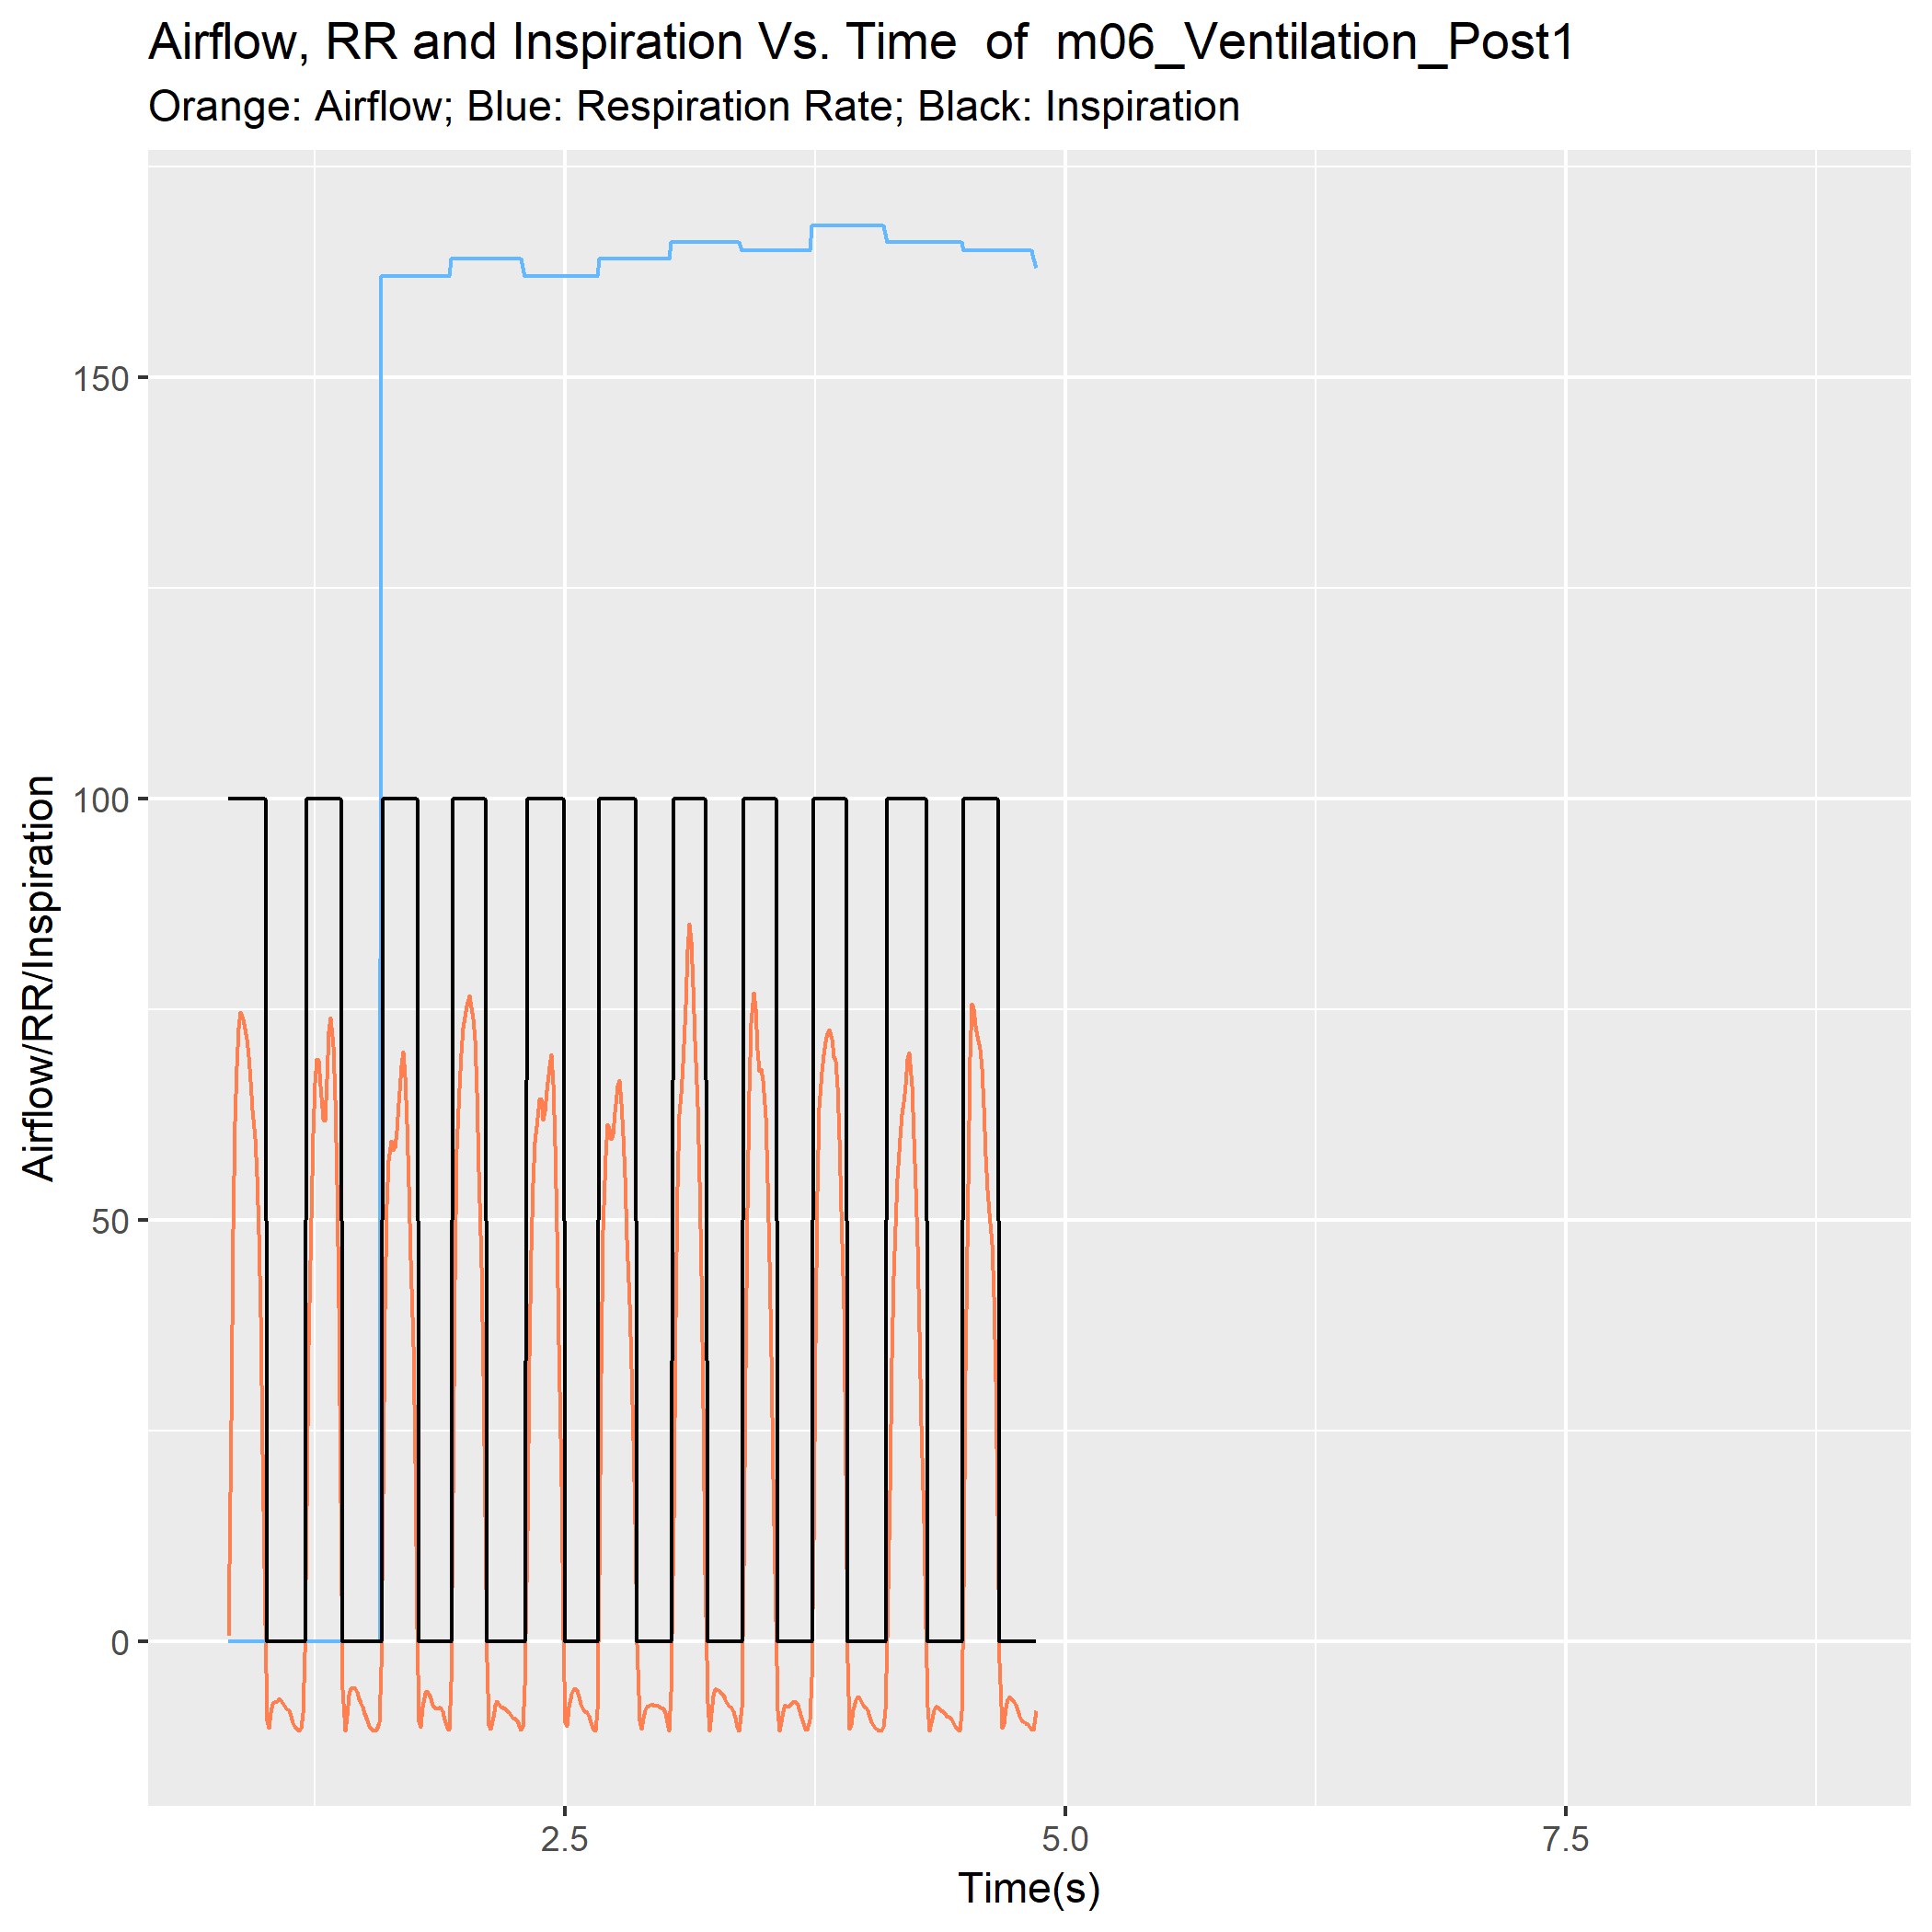 Airflow, RR and Inspiration Vs. Time  of  m06_Ventilation_Post1
Orange: Airflow; Blue: Respiration Rate; Black: Inspiration
Airflow/RR/Inspiration
150
100
50
0
2.5
5.0
7.5
Time(s)